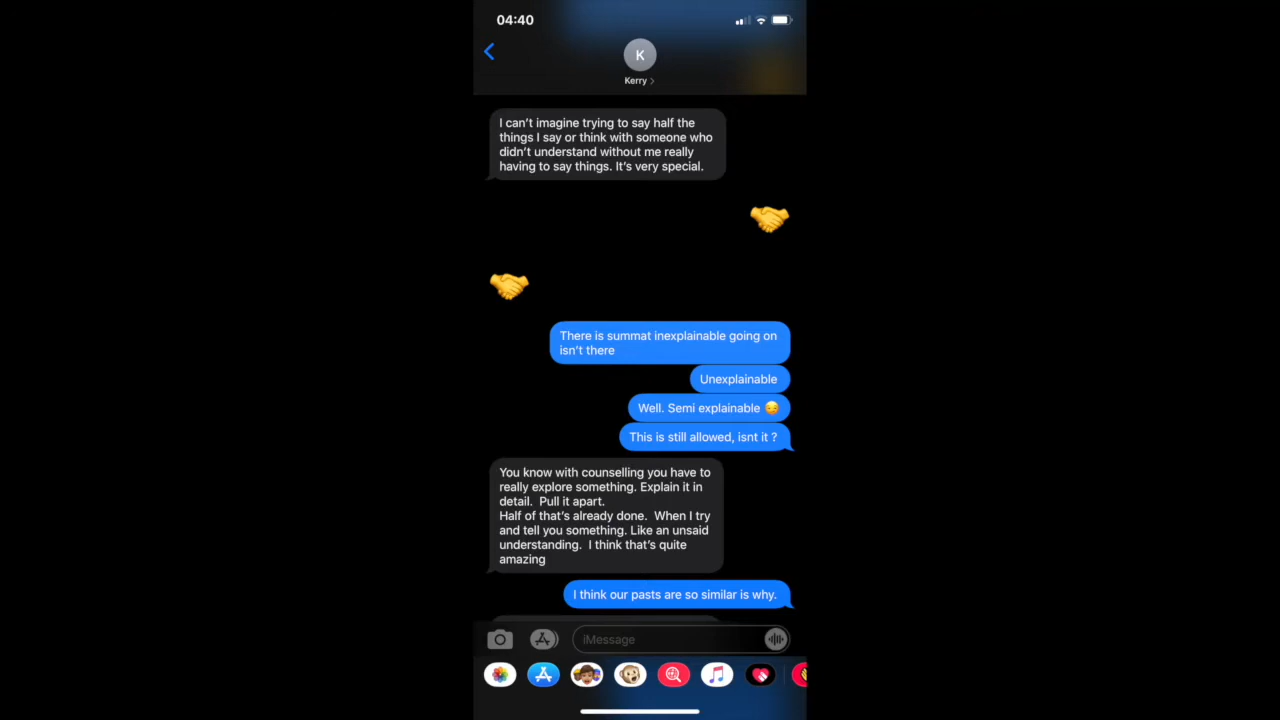 04:40
K
Kerry
I can't imagine trying to say half the
things I say or think with someone who
didn't understand without me really
having to say things. It's very special.
There is summat inexplainable going on
isn't there
Unexplainable
Well. Semi explainable 😔
This is still allowed, isnt it ?
You know with counselling you have to
really explore something. Explain it in
detail.  Pull it apart.
Half of that's already done.  When I try
and tell you something. Like an unsaid
understanding.  I think that's quite
amazing
I think our pasts are so similar is why.
iMessage